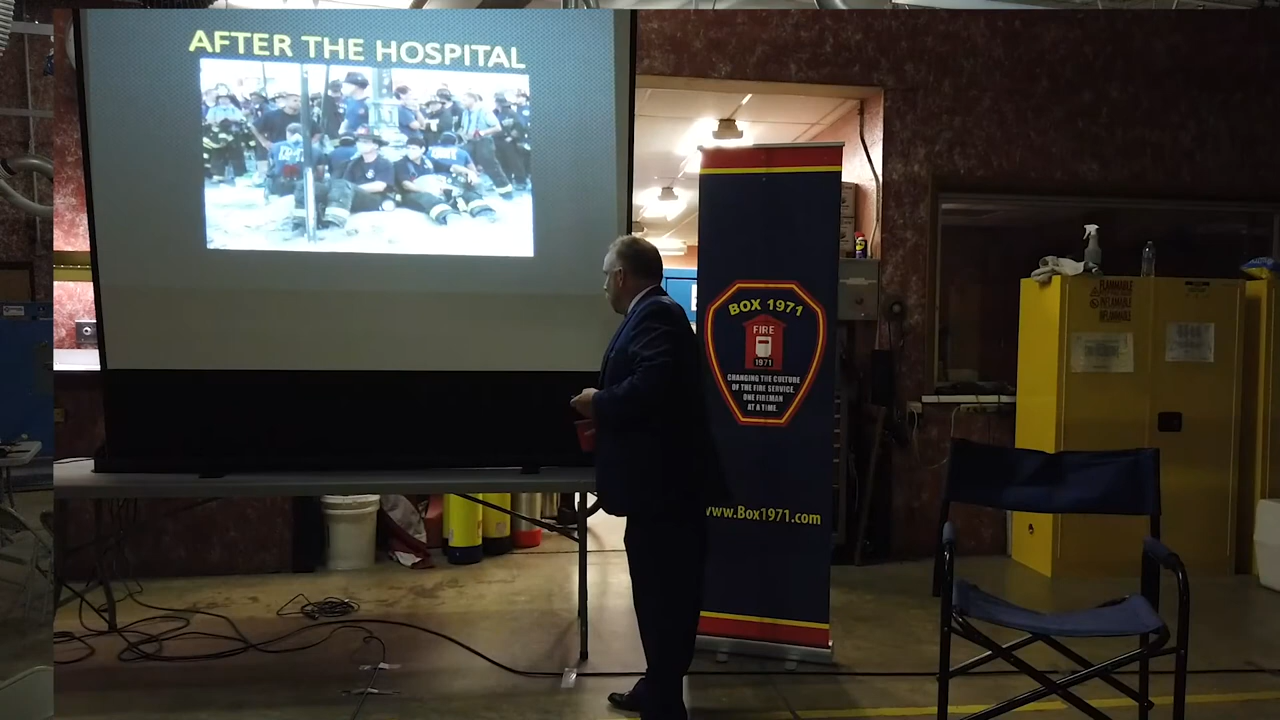 AFTER THE HOSPITAL
BOX 1971
FIRE
1971
CHANGING THE CULTURE
OF THE FIRE SERVICE,
ONE FIREMAN
AT A TIME.
www.Box1971.com
FLAMMABLE
INFLAMABLE